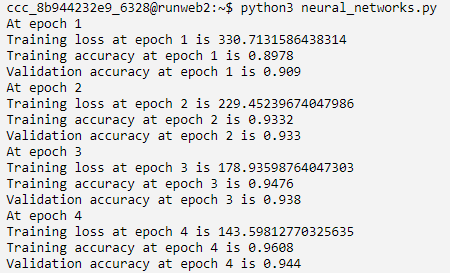 ccc_8b944232e9_6328@runweb2:~$ python3 neural_networks.py
At epoch 1
Training loss at epoch 1 is 330.7131586438314
Training accuracy at epoch 1 is 0.8978
Validation accuracy at epoch 1 is 0.909
At epoch 2
Training loss at epoch 2 is 229.45239674047986
Training accuracy at epoch 2 is 0.9332
Validation accuracy at epoch 2 is 0.933
At epoch 3
Training loss at epoch 3 is 178.93598764047303
Training accuracy at epoch 3 is 0.9476
Validation accuracy at epoch 3 is 0.938
At epoch 4
Training loss at epoch 4 is 143.59812770325635
Training accuracy at epoch 4 is 0.9608
Validation accuracy at epoch 4 is 0.944